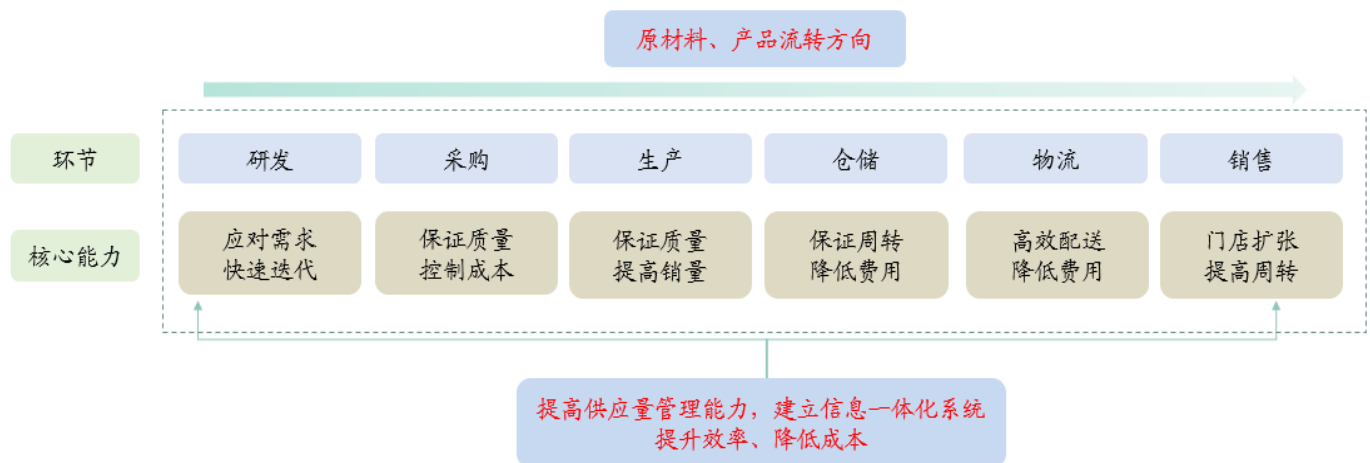 原材料、产品流转方向
环节
研发
采购
生产
仓储
物流
销售
核心能力
应对需求
快速迭代
保证质量
控制成本
保证质量
提高销量
保证周转
降低费用
高效配送
降低费用
门店扩张
提高周转
提高供应量管理能力，建立信息一体化系统
提升效率、降低成本